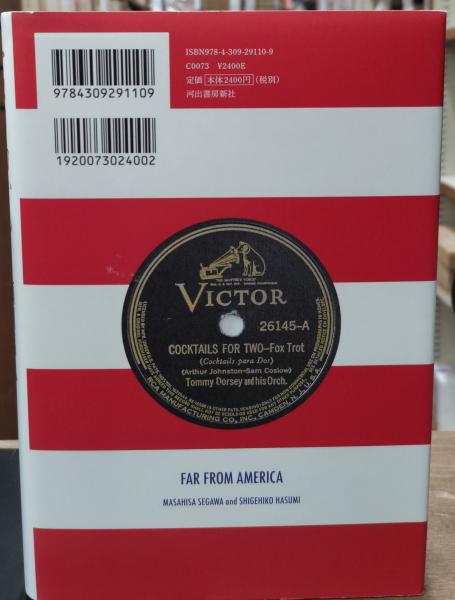 ISBN978-4-309-29110-9
C0073 ¥2400E
定価 本体2400円(税別)
河出書房新社
9784309291109
1920073024002
"HIS MASTER'S VOICE"
VICTOR
26145-A
COCKTAILS FOR TWO-Fox Trot
(Cocktails para Dos)
(Arthur Johnston-Sam Coslow)
Tommy Dorsey and his Orch.
RCA MANUFACTURING CO., INC., CAMDEN, N.J., U.S.A.
FAR FROM AMERICA
MASAHISA SEGAWA and SHIGEHIKO HASUMI